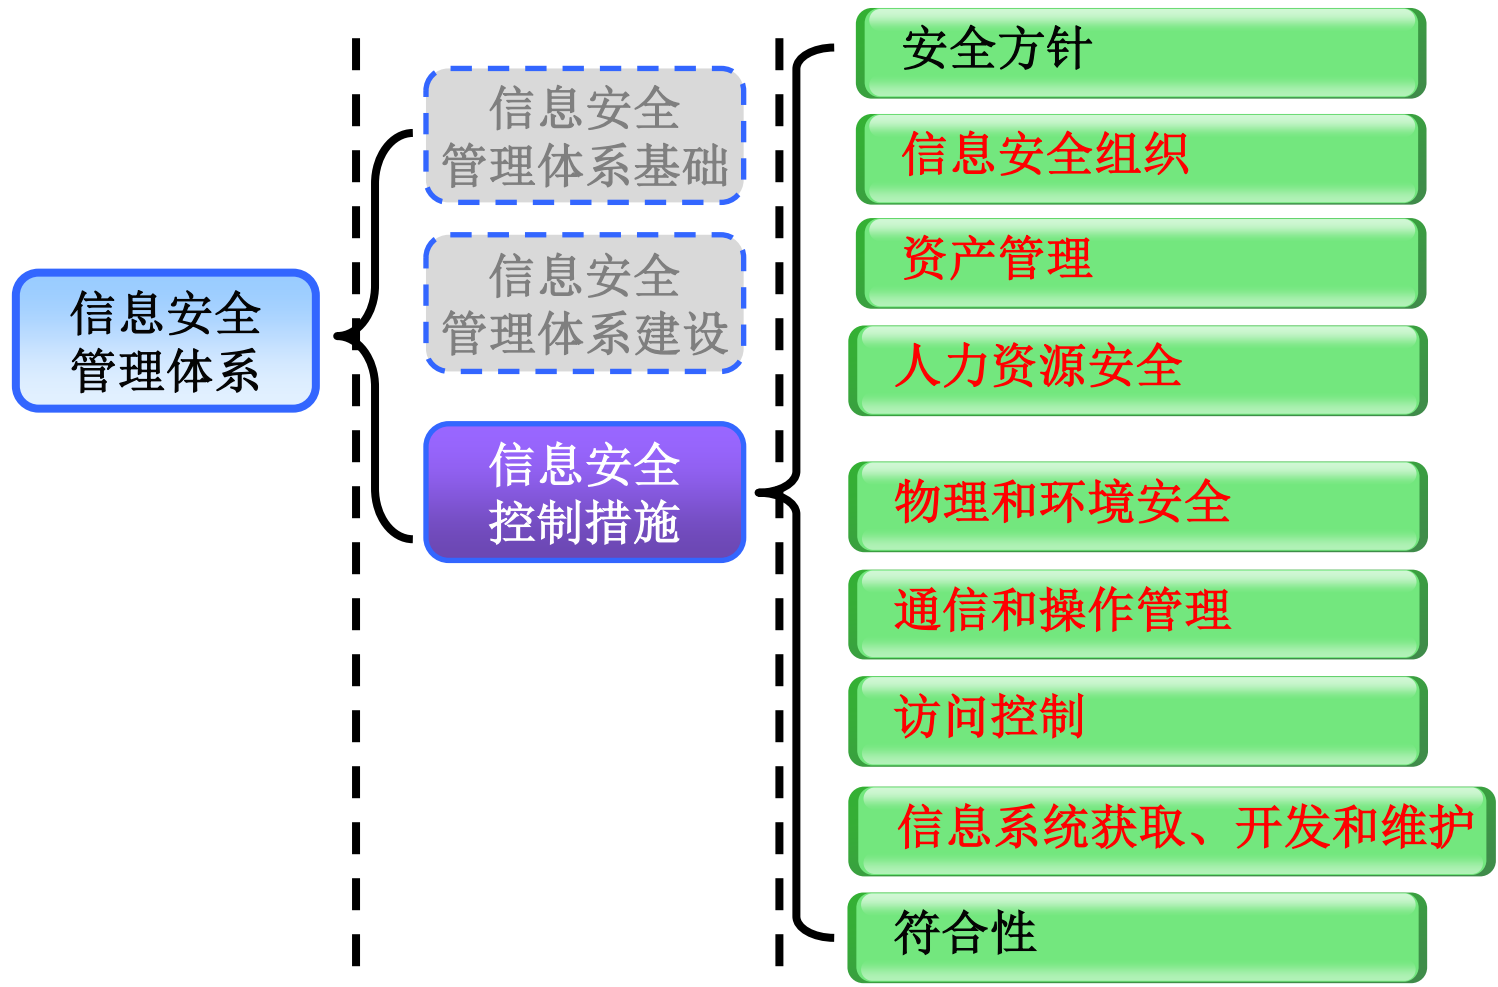 信息安全
管理体系
信息安全
管理体系基础
信息安全
管理体系建设
信息安全
控制措施
安全方针
信息安全组织
资产管理
人力资源安全
物理和环境安全
通信和操作管理
访问控制
信息系统获取、开发和维护
符合性